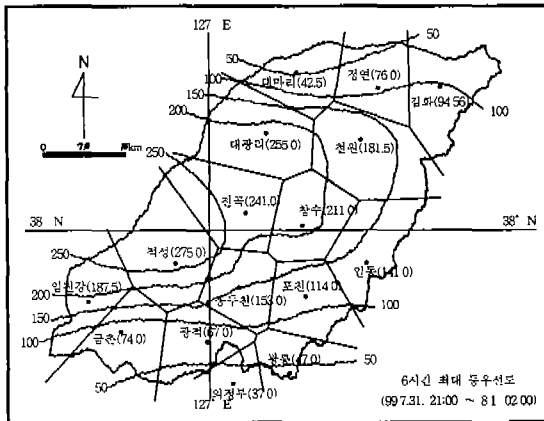 127° E
N
50
50
대마리(42.5)
정연(76.0)
김화(94.56)
100
100
150
200
250
0 7.5 15km
대광리(255.0)
철원(181.5)
진곡(241.0)
창수(211.0)
38 N
38° N
250
적성(275.0)
200
임진강(187.5)
150
100
포천(114.0)
동두천(153.0)
100
금촌(74.0)
광적(67.0)
50
50
의정부(37.0)
127° E
6시간 최대 등우선도
(99 7.31. 21:00 ~ 8.1 02:00)